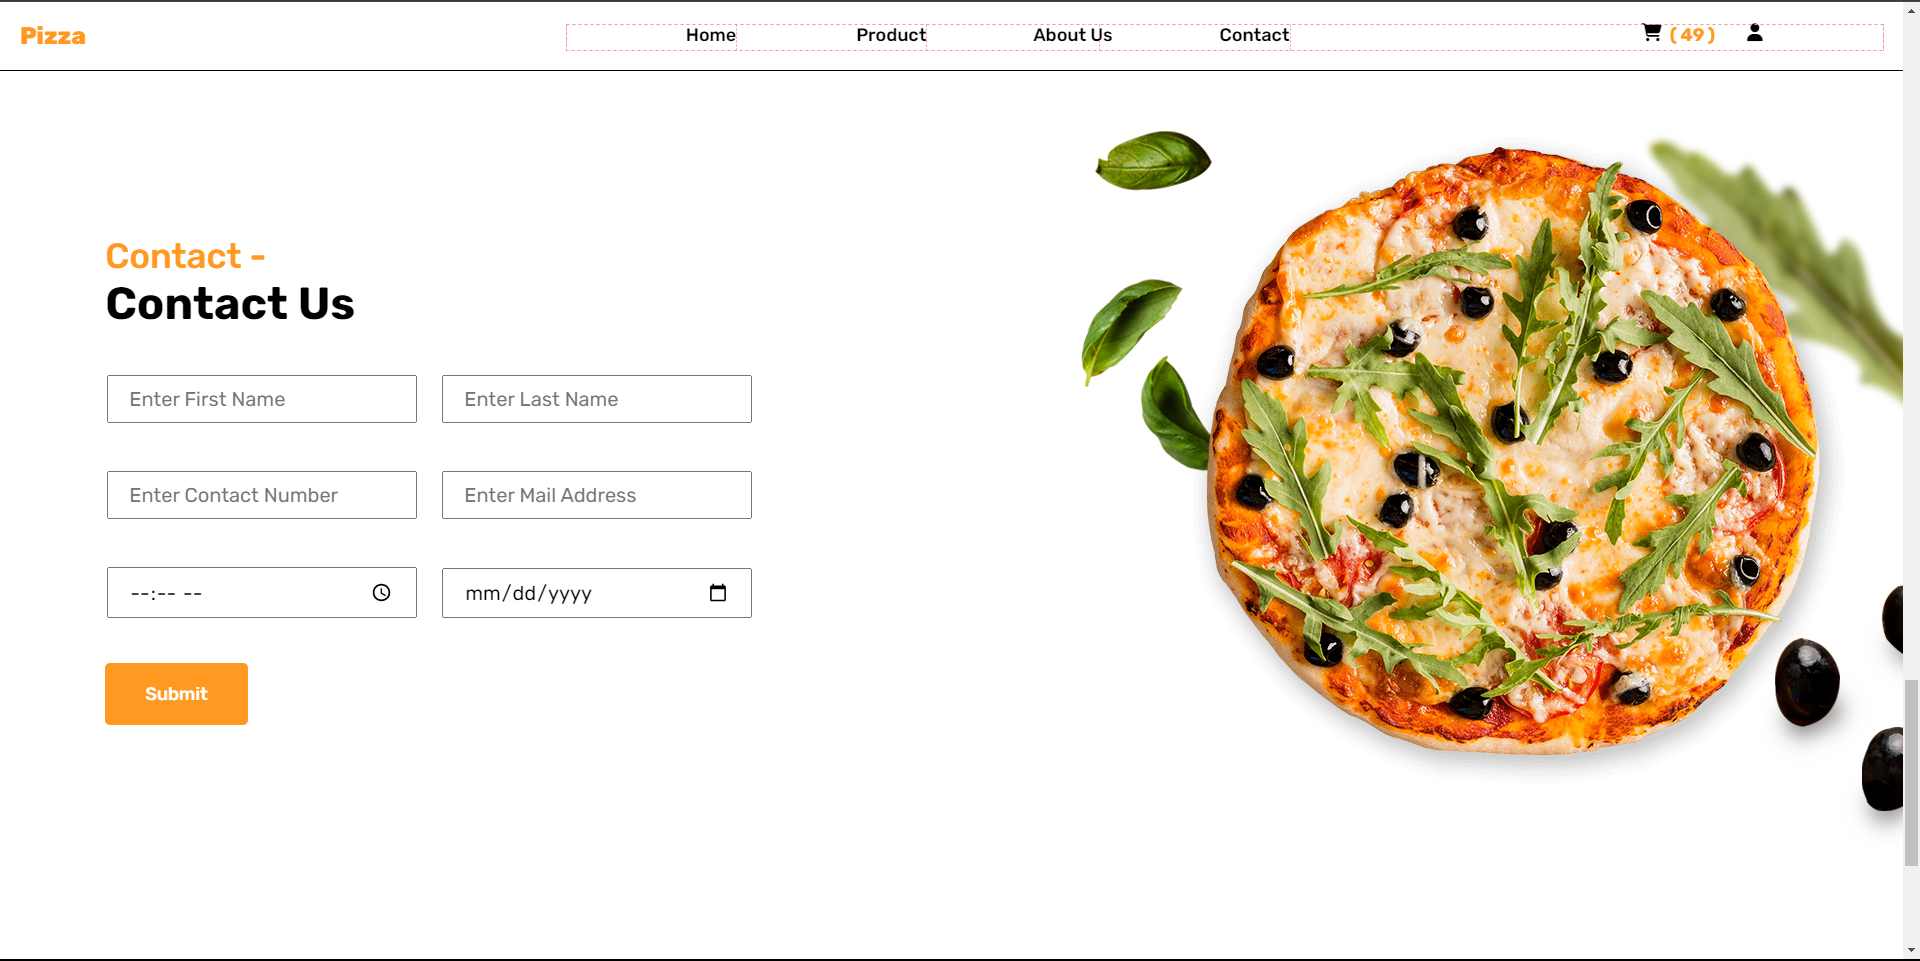 Pizza Home Product About Us Contact ( 49 )
Contact -
Contact Us
Enter First Name Enter Last Name
Enter Contact Number Enter Mail Address
--:-- -- mm/dd/yyyy
Submit